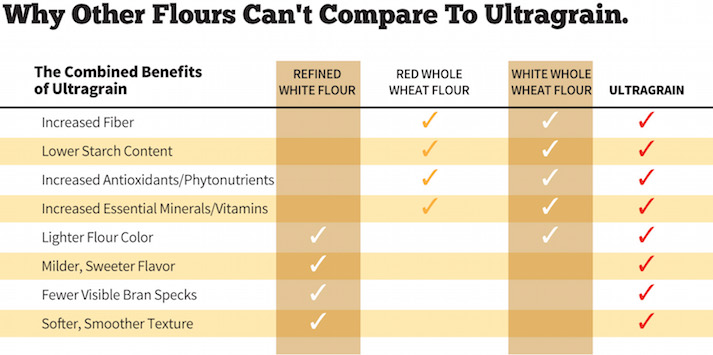 Why Other Flours Can't Compare To Ultragrain.
The Combined Benefits
of Ultragrain
REFINED
WHITE FLOUR
RED WHOLE
WHEAT FLOUR
WHITE WHOLE
WHEAT FLOUR
ULTRAGRAIN
Increased Fiber ✓ ✓ ✓
Lower Starch Content ✓ ✓ ✓
Increased Antioxidants/Phytonutrients ✓ ✓ ✓
Increased Essential Minerals/Vitamins ✓ ✓ ✓
Lighter Flour Color ✓ ✓ ✓
Milder, Sweeter Flavor ✓ ✓
Fewer Visible Bran Specks ✓ ✓
Softer, Smoother Texture ✓ ✓